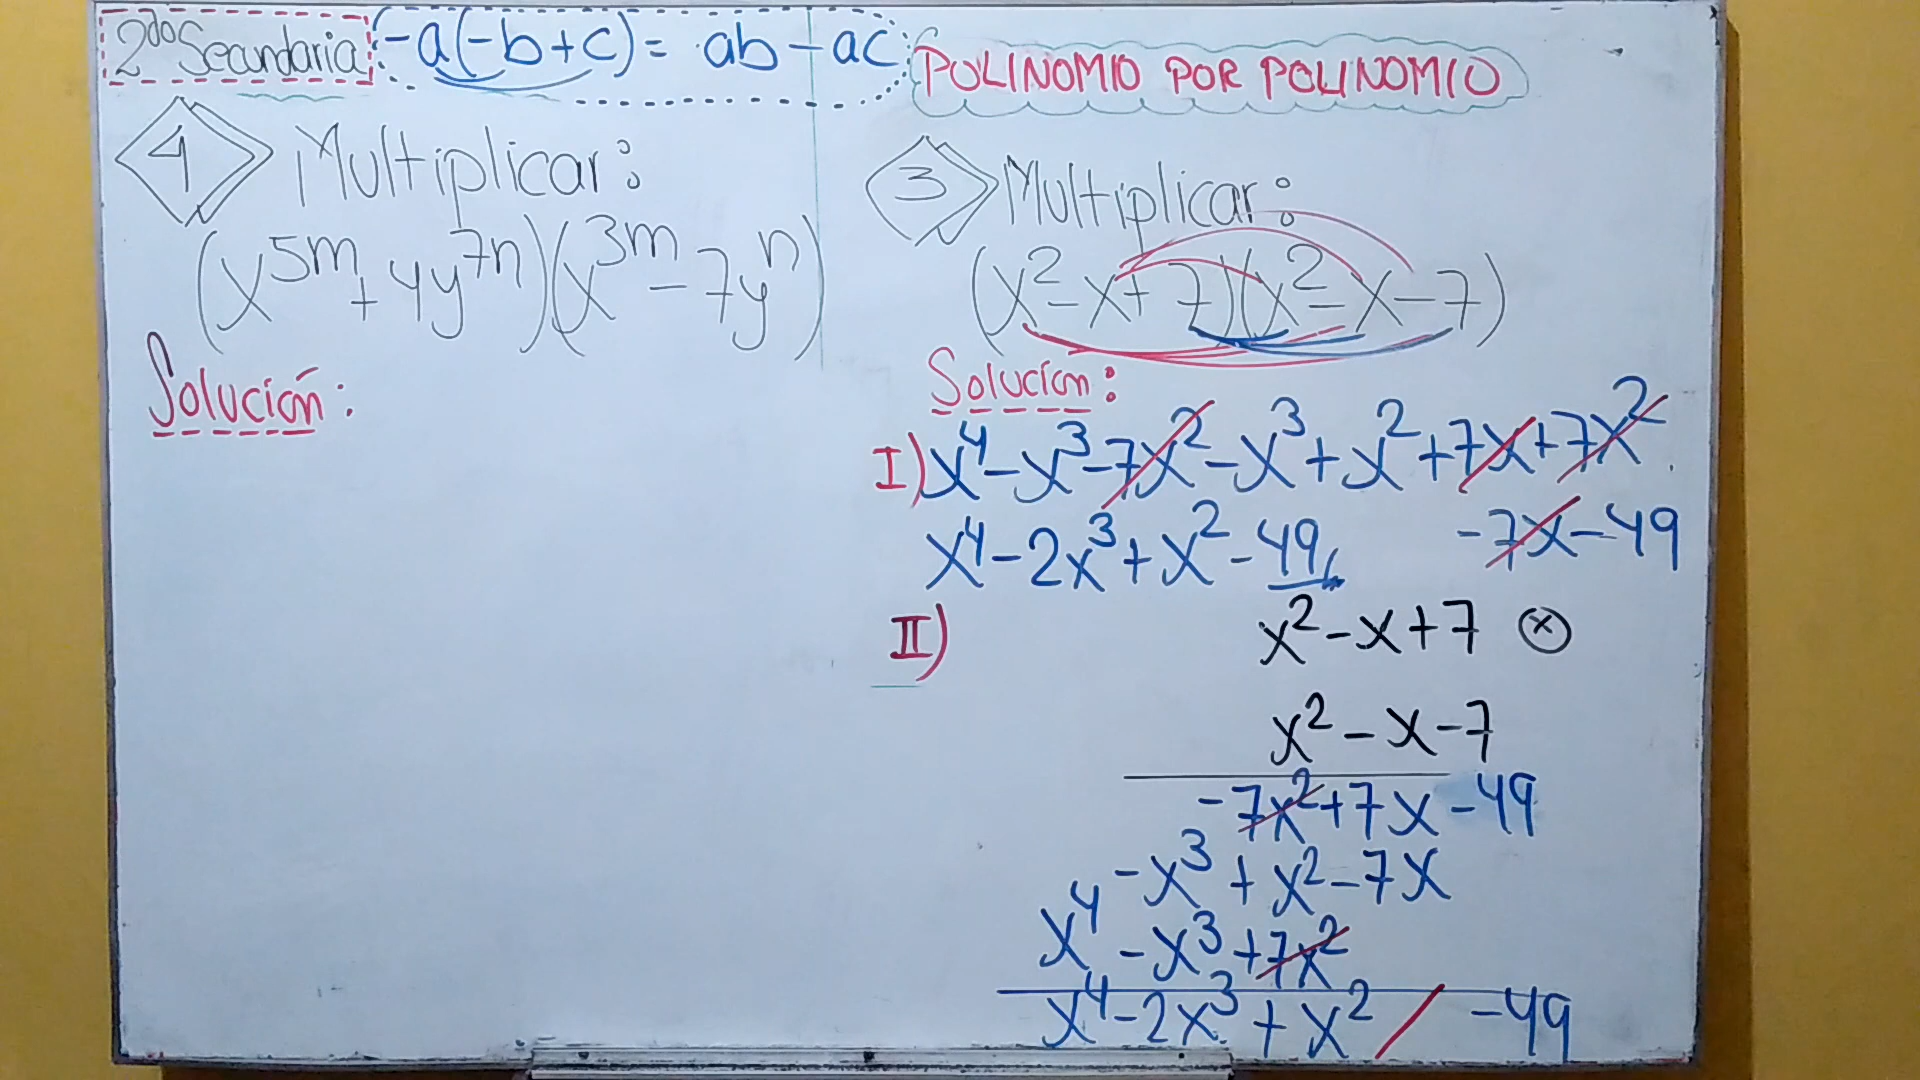 2do Secundaria
-a(-b+c)= ab-ac
POLINOMIO POR POLINOMIO
4 Multiplicar:
(x^5m+4y^7n)(x^3m-7y^n)
Solución:
3 Multiplicar:
(x²-x+7)(x²-x-7)
Solución:
I) x⁴-x³-7x²-x³+x²+7x+7x²
-7x-49
x⁴-2x³+x²-49
II)
x²-x+7 ⊗
x²-x-7
-7x²+7x-49
-x³+x²-7x
x⁴-x³+7x²
x⁴-2x³+x² / -49